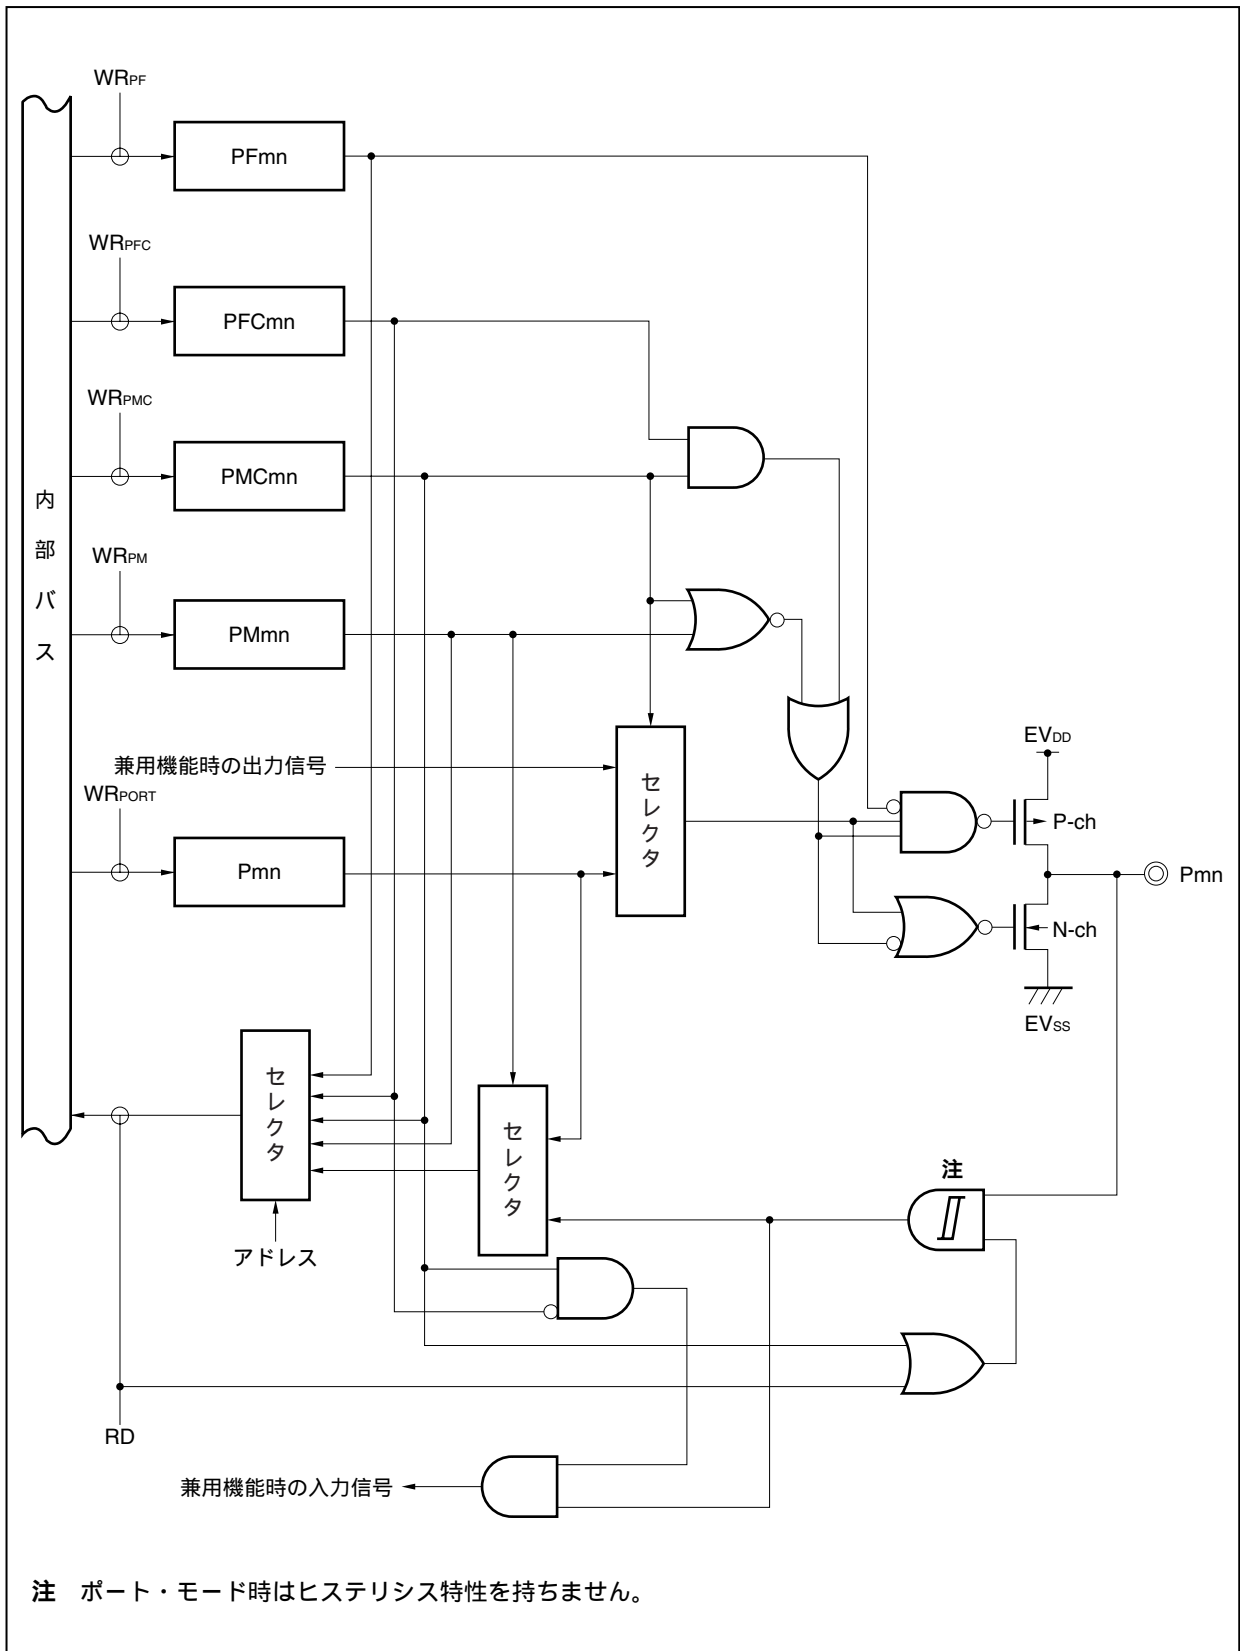 WRPF
PFmn
WRPFC
PFCmn
WRPMC
PMCmn
内部バス
WRPM
PMmn
兼用機能時の出力信号
セレクタ
WRPORT
Pmn
EVDD
P-ch
Pmn
N-ch
EVSS
セレクタ
セレクタ
アドレス
注
RD
兼用機能時の入力信号
注 ポート・モード時はヒステリシス特性を持ちません。